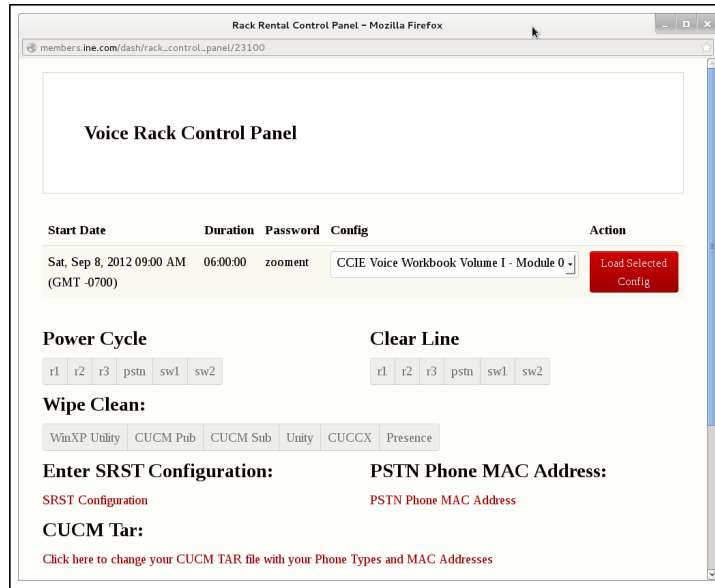 Rack Rental Control Panel – Mozilla Firefox
members.ine.com/dash/rack_control_panel/23100
Voice Rack Control Panel
Start Date Duration Password Config Action
Sat, Sep 8, 2012 09:00 AM 06:00:00 zooment CCIE Voice Workbook Volume I - Module 0 Load Selected
(GMT -0700) Config
Power Cycle Clear Line
r1 r2 r3 pstn sw1 sw2 r1 r2 r3 pstn sw1 sw2
Wipe Clean:
WinXP Utility CUCM Pub CUCM Sub Unity CUCCX Presence
Enter SRST Configuration: PSTN Phone MAC Address:
SRST Configuration PSTN Phone MAC Address
CUCM Tar:
Click here to change your CUCM TAR file with your Phone Types and MAC Addresses